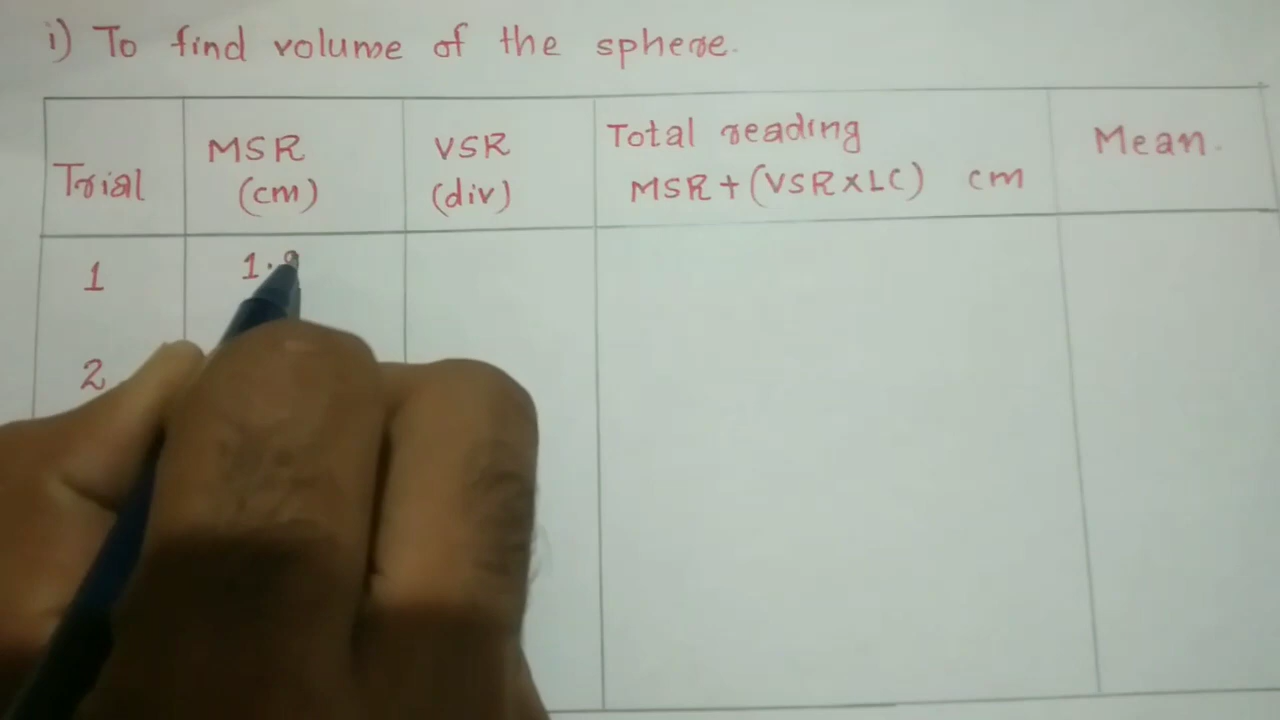 i) To find volume of the sphere.
Trial
MSR
(cm)
VSR
(div)
Total reading
MSR + (VSR X LC) cm
Mean.
1
2